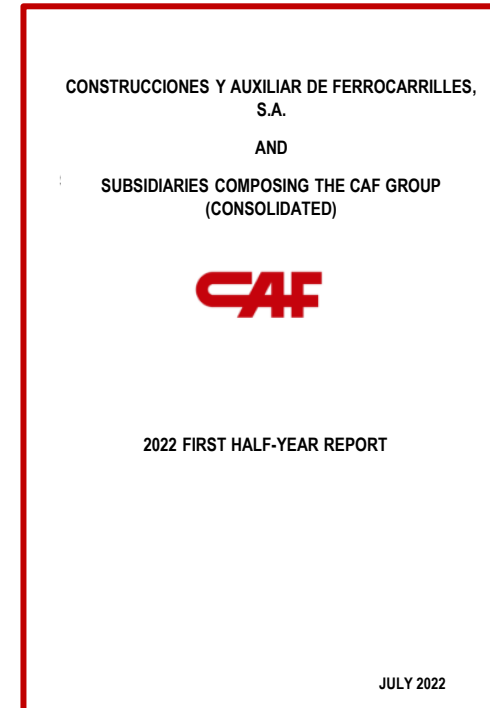 CONSTRUCCIONES Y AUXILIAR DE FERROCARRILLES,
S.A.
AND
SUBSIDIARIES COMPOSING THE CAF GROUP
(CONSOLIDATED)
CAF
2022 FIRST HALF-YEAR REPORT
JULY 2022